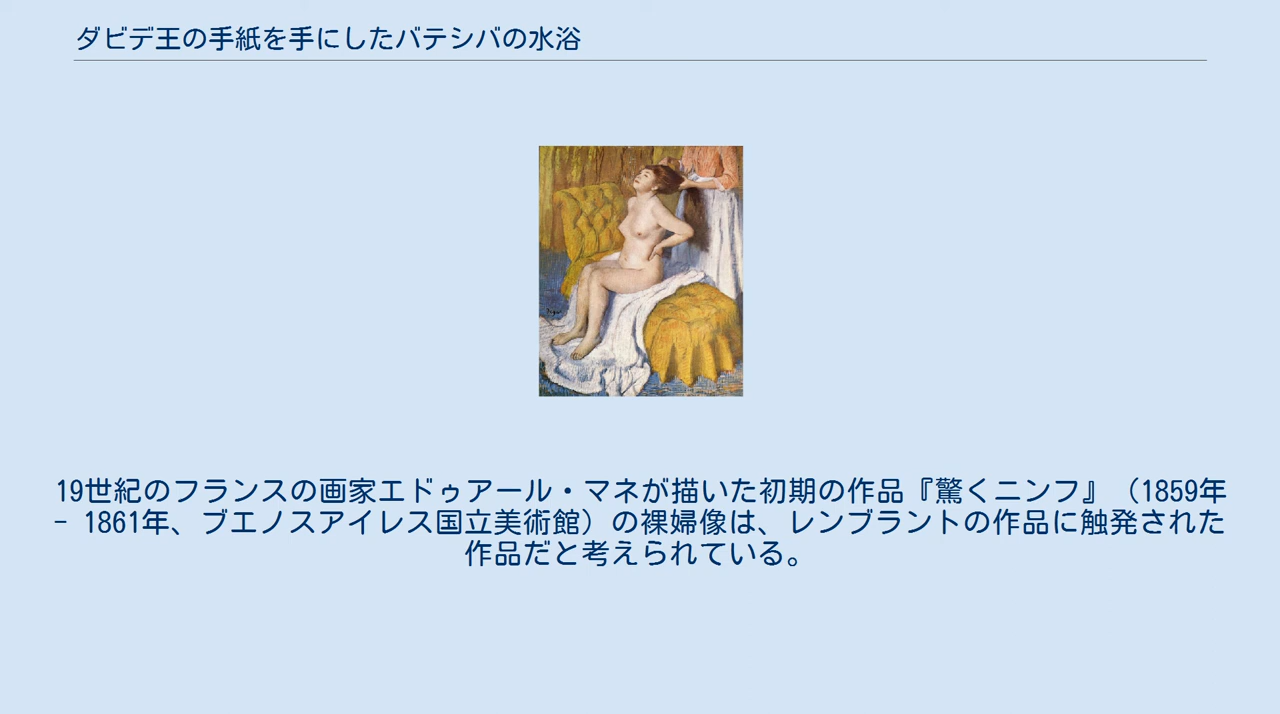 ダビデ王の手紙を手にしたバテシバの水浴
19世紀のフランスの画家エドゥアール・マネが描いた初期の作品『驚くニンフ』（1859年
- 1861年、ブエノスアイレス国立美術館）の裸婦像は、レンブラントの作品に触発された
作品だと考えられている。